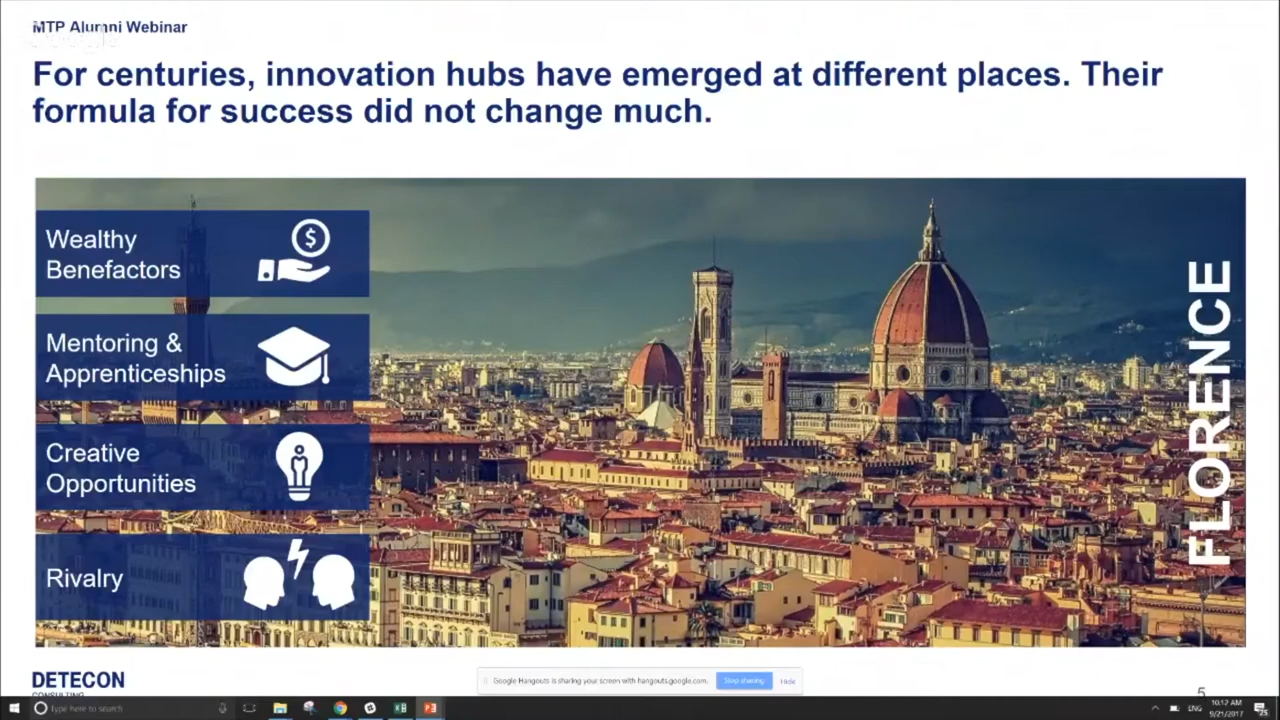 MTP Alumni Webinar
For centuries, innovation hubs have emerged at different places. Their
formula for success did not change much.
Wealthy
Benefactors
$
Mentoring &
Apprenticeships
Creative
Opportunities
Rivalry
FLORENCE
DETECON
CONSULTING
Google Hangouts is sharing your screen with hangouts.google.com.
Stop sharing
Hide
5
Type here to search
ENG
10:12 AM
9/21/2017